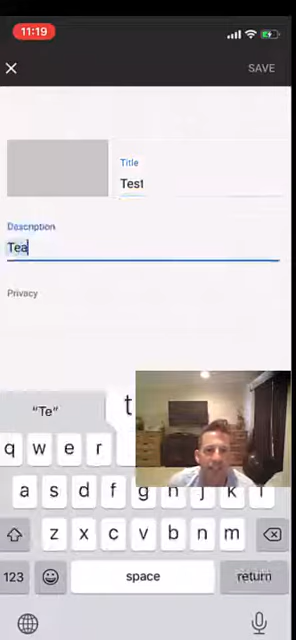 11:19
SAVE
Title
Test
Description
Tea
Privacy
"Te"
t
q w e r
a s d f g h j k l
z x c v b n m
123 space return